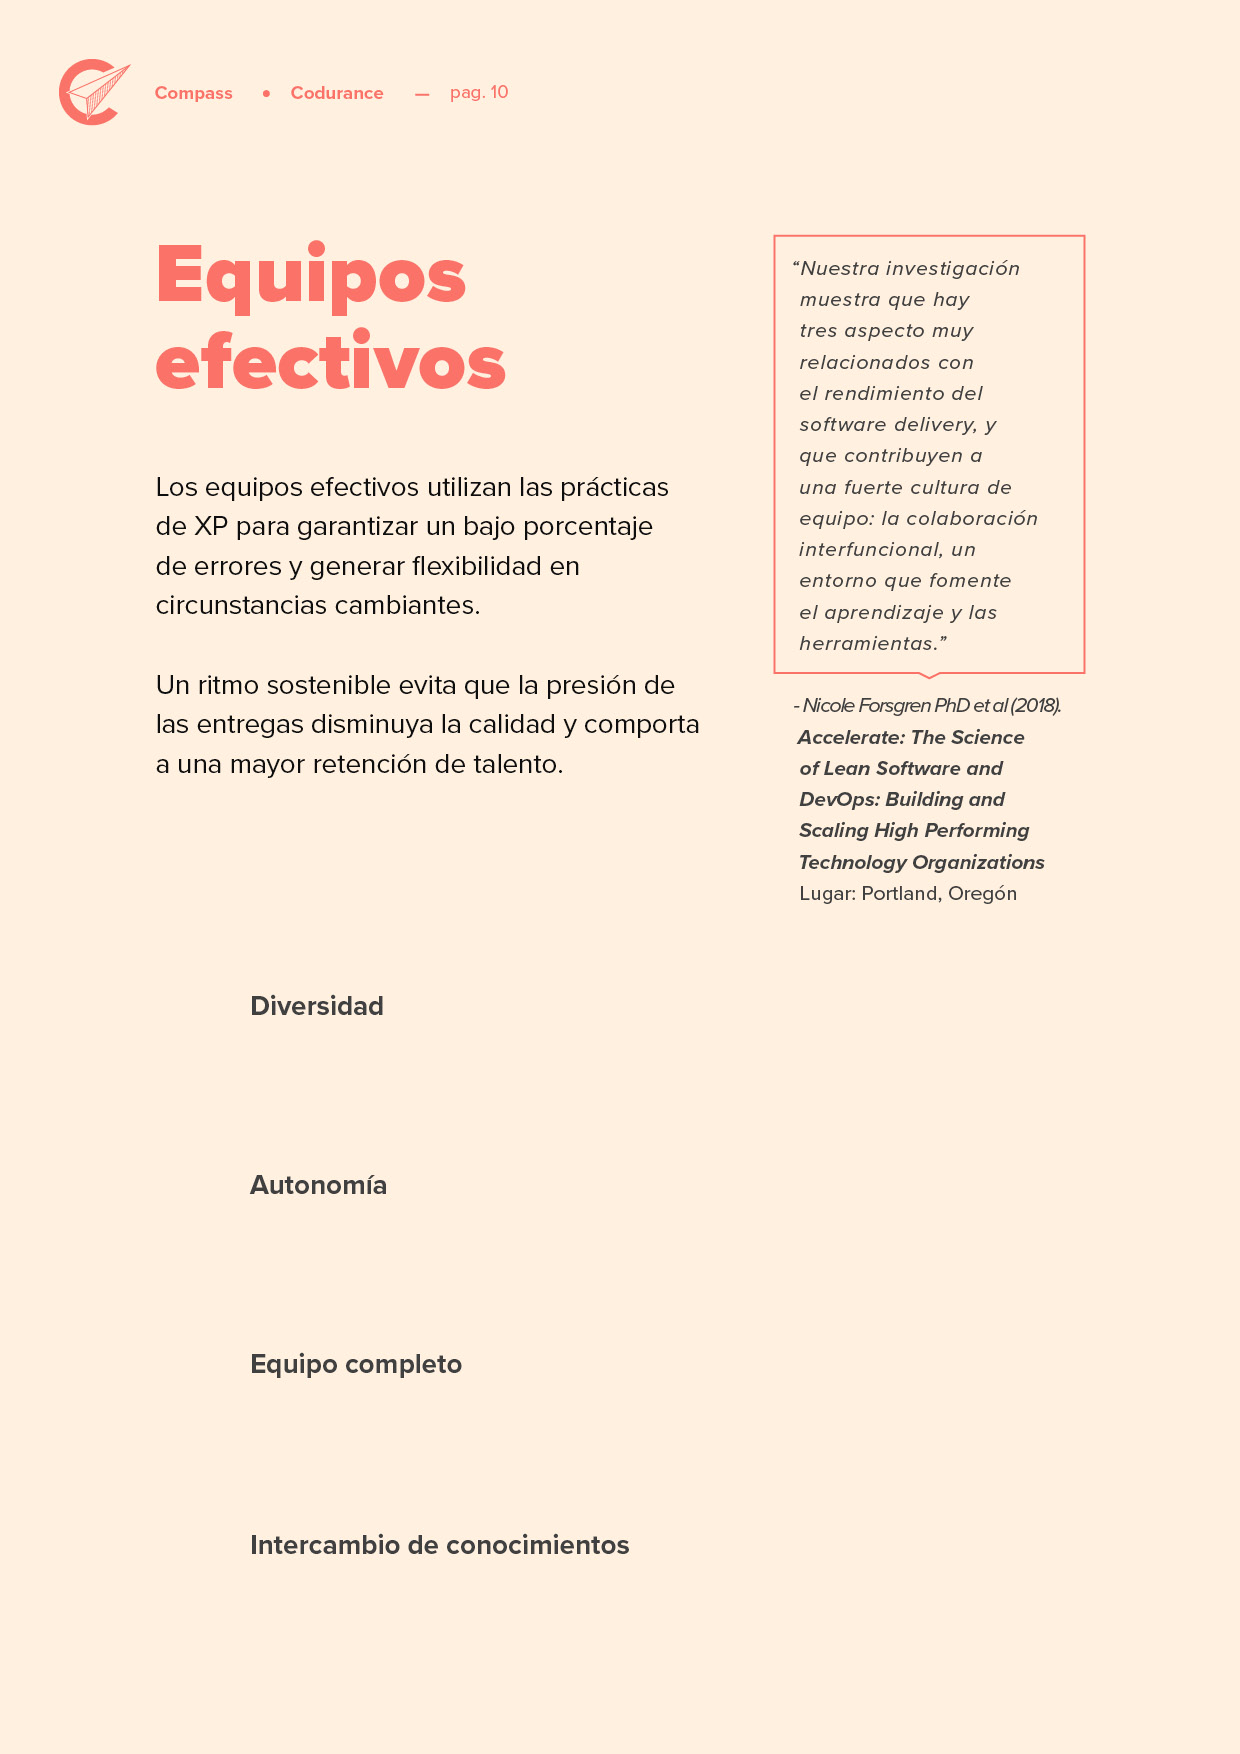 Compass • Codurance — pag. 10
Equipos
efectivos
Los equipos efectivos utilizan las prácticas
de XP para garantizar un bajo porcentaje
de errores y generar flexibilidad en
circunstancias cambiantes.
Un ritmo sostenible evita que la presión de
las entregas disminuya la calidad y comporta
a una mayor retención de talento.
“Nuestra investigación
muestra que hay
tres aspecto muy
relacionados con
el rendimiento del
software delivery, y
que contribuyen a
una fuerte cultura de
equipo: la colaboración
interfuncional, un
entorno que fomente
el aprendizaje y las
herramientas.”
- Nicole Forsgren PhD et al (2018).
Accelerate: The Science
of Lean Software and
DevOps: Building and
Scaling High Performing
Technology Organizations
Lugar: Portland, Oregón
Diversidad
Autonomía
Equipo completo
Intercambio de conocimientos